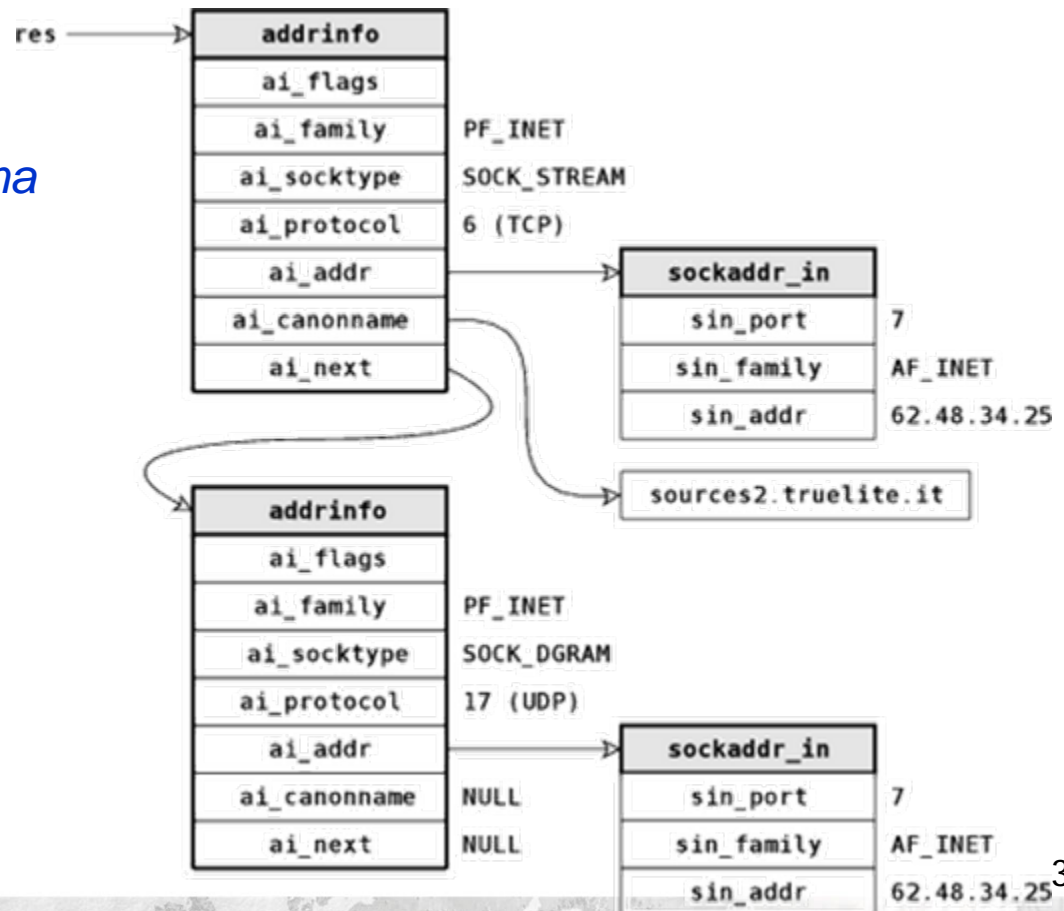 res
addrinfo
ai_flags
ai_family PF_INET
ai_socktype SOCK_STREAM
ai_protocol 6 (TCP)
ai_addr
ai_canonname
ai_next
sockaddr_in
sin_port 7
sin_family AF_INET
sin_addr 62.48.34.25
sources2.truelite.it
addrinfo
ai_flags
ai_family PF_INET
ai_socktype SOCK_DGRAM
ai_protocol 17 (UDP)
ai_addr
ai_canonname NULL
ai_next NULL
sockaddr_in
sin_port 7
sin_family AF_INET
sin_addr 62.48.34.25
3